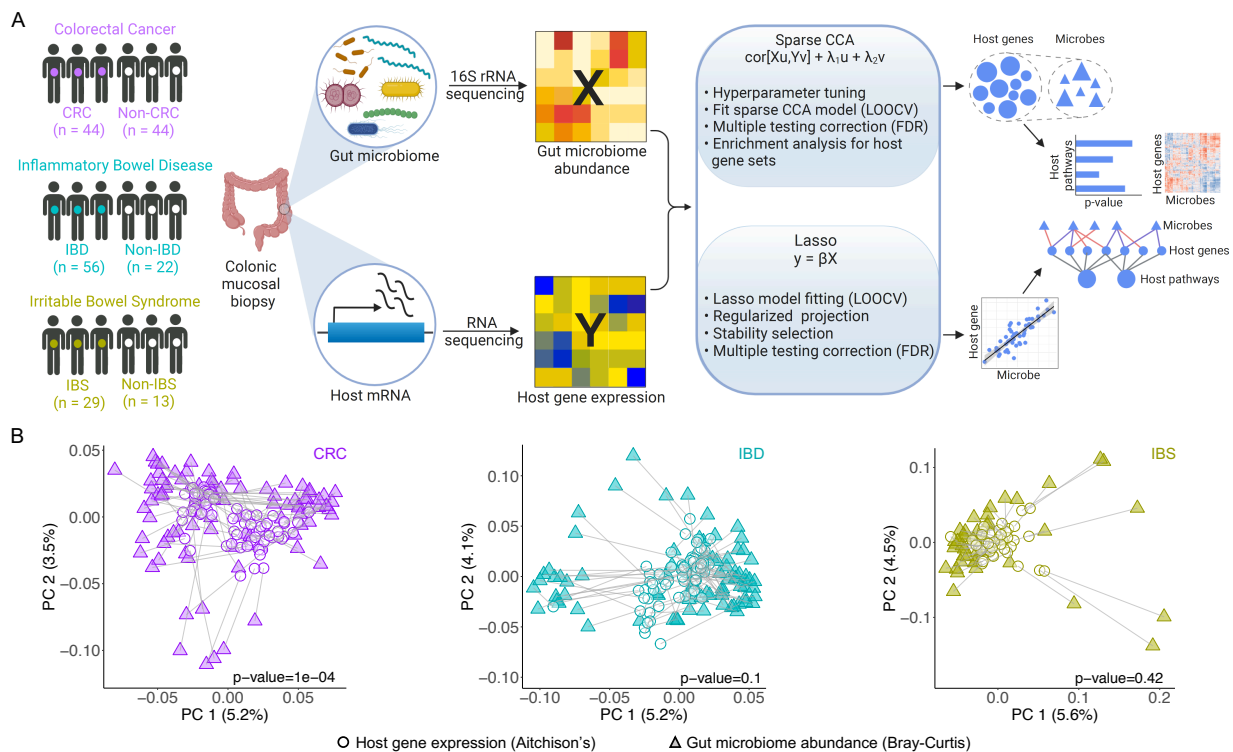 A
Colorectal Cancer
CRC
(n = 44)
Non-CRC
(n = 44)
Inflammatory Bowel Disease
IBD
(n = 56)
Non-IBD
(n = 22)
Irritable Bowel Syndrome
IBS
(n = 29)
Non-IBS
(n = 13)
Colonic
mucosal
biopsy
Gut microbiome
Host mRNA
16S rRNA
sequencing
RNA
sequencing
X
Gut microbiome
abundance
Y
Host gene expression
Sparse CCA
cor[Xu,Yv] + λ₁u + λ₂v
• Hyperparameter tuning
• Fit sparse CCA model (LOOCV)
• Multiple testing correction (FDR)
• Enrichment analysis for host
gene sets
Lasso
y = βX
• Lasso model fitting (LOOCV)
• Regularized projection
• Stability selection
• Multiple testing correction (FDR)
Host genes
Microbes
Host
pathways
p-value
Host genes
Microbes
Microbes
Host genes
Host pathways
Host gene
Microbe
B
CRC
PC 2 (3.5%)
0.05
0.00
−0.05
−0.10
−0.05
0.00
0.05
p−value=1e−04
PC 1 (5.2%)
IBD
PC 2 (4.1%)
0.10
0.05
0.00
−0.05
−0.10
−0.10
−0.05
0.00
0.05
p−value=0.1
PC 1 (5.2%)
IBS
PC 2 (4.5%)
0.1
0.0
−0.1
0.0
0.1
0.2
p−value=0.42
PC 1 (5.6%)
Host gene expression (Aitchison's)
Gut microbiome abundance (Bray-Curtis)